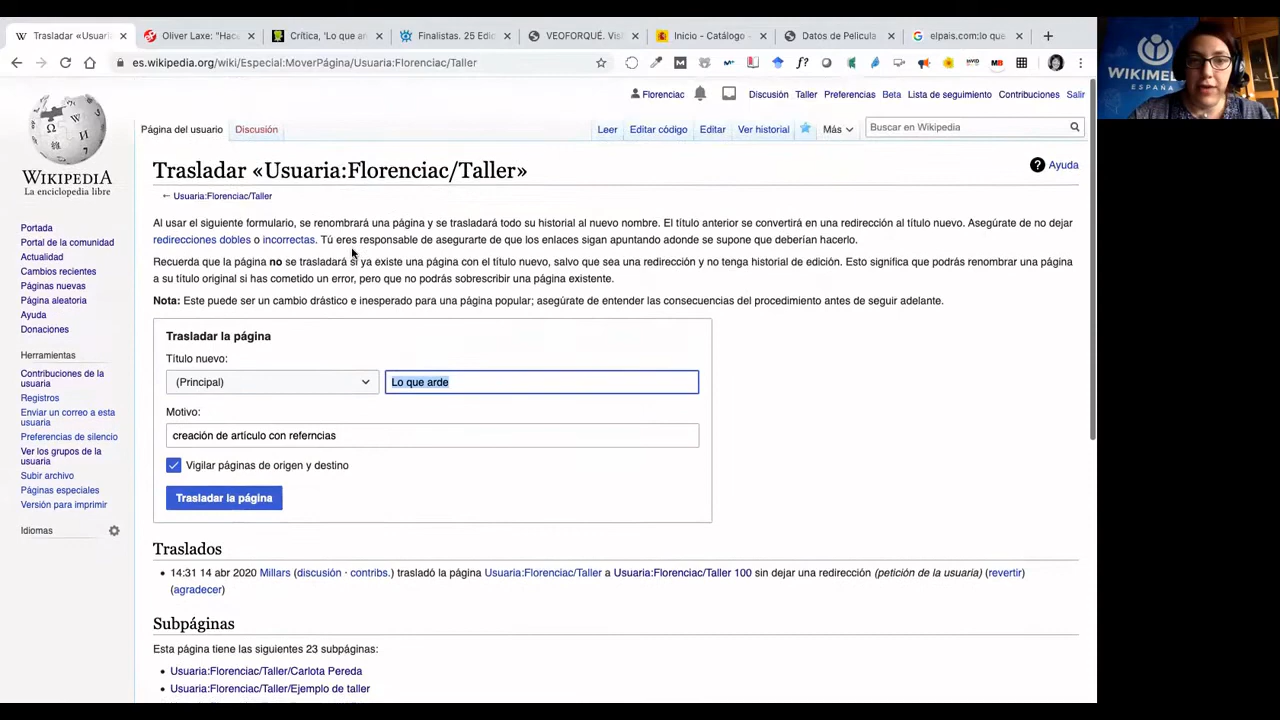 Trasladar «Usuari
Oliver Laxe: "Hace
Crítica, 'Lo que ar
Finalistas. 25 Edic
VEOFORQUÉ. Vis
Inicio - Catálogo -
Datos de Pelicula
elpais.com:lo que
es.wikipedia.org/wiki/Especial:MoverPágina/Usuaria:Florenciac/Taller
WIKIME
ESPAÑA
Florenciac
Discusión Taller Preferencias Beta Lista de seguimiento Contribuciones Salir
Página del usuario Discusión Leer Editar código Editar Ver historial Más Buscar en Wikipedia
WIKIPEDIA
La enciclopedia libre
Trasladar «Usuaria:Florenciac/Taller»
Ayuda
← Usuaria:Florenciac/Taller
Al usar el siguiente formulario, se renombrará una página y se trasladará todo su historial al nuevo nombre. El título anterior se convertirá en una redirección al título nuevo. Asegúrate de no dejar
redirecciones dobles o incorrectas. Tú eres responsable de asegurarte de que los enlaces sigan apuntando adonde se supone que deberían hacerlo.
Recuerda que la página no se trasladará si ya existe una página con el título nuevo, salvo que sea una redirección y no tenga historial de edición. Esto significa que podrás renombrar una página
a su título original si has cometido un error, pero que no podrás sobrescribir una página existente.
Nota: Este puede ser un cambio drástico e inesperado para una página popular; asegúrate de entender las consecuencias del procedimiento antes de seguir adelante.
Trasladar la página
Título nuevo:
(Principal) Lo que arde
Motivo:
creación de artículo con referncias
Vigilar páginas de origen y destino
Trasladar la página
Traslados
• 14:31 14 abr 2020 Millars (discusión · contribs.) trasladó la página Usuaria:Florenciac/Taller a Usuaria:Florenciac/Taller 100 sin dejar una redirección (petición de la usuaria) (revertir)
(agradecer)
Subpáginas
Esta página tiene las siguientes 23 subpáginas:
• Usuaria:Florenciac/Taller/Carlota Pereda
• Usuaria:Florenciac/Taller/Ejemplo de taller
Portada
Portal de la comunidad
Actualidad
Cambios recientes
Páginas nuevas
Página aleatoria
Ayuda
Donaciones
Herramientas
Contribuciones de la
usuaria
Registros
Enviar un correo a esta
usuaria
Preferencias de silencio
Ver los grupos de la
usuaria
Subir archivo
Páginas especiales
Versión para imprimir
Idiomas